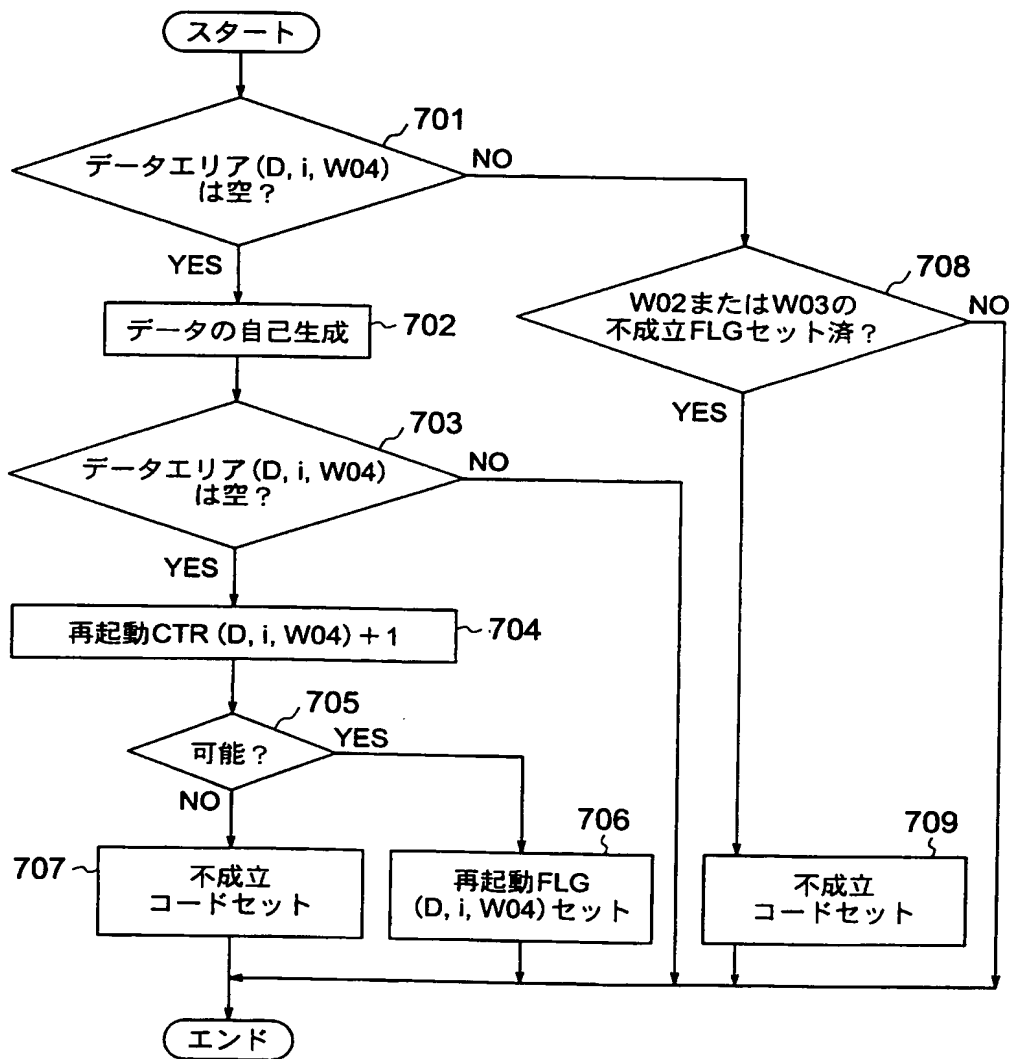 スタート
701
データエリア(D, i, W04)
は空?
NO
YES
708
W02またはW03の
不成立FLGセット済?
NO
YES
データの自己生成
702
703
データエリア(D, i, W04)
は空?
NO
YES
再起動CTR (D, i, W04)+1
704
705
可能?
YES
NO
707
不成立
コードセット
706
再起動FLG
(D, i, W04)セット
709
不成立
コードセット
エンド